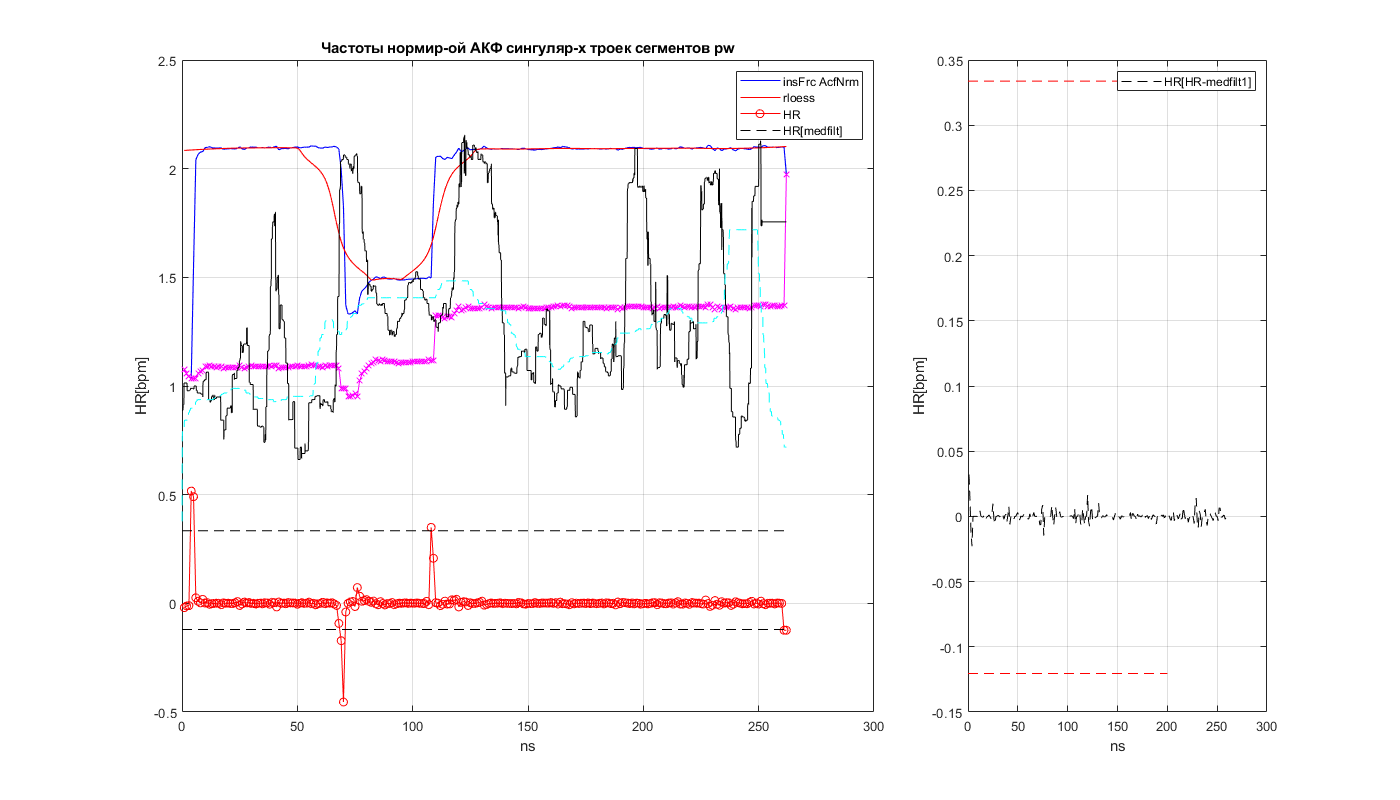 Частоты нормир-ой АКФ сингуляр-х троек сегментов pw
2.5
2
1.5
1
0.5
0
-0.5
HR[bpm]
insFrc AcfNrm
rloess
HR
HR[medfilt]
0 50 100 150 200 250 300
ns
0.35
0.3
0.25
0.2
0.15
0.1
0.05
0
-0.05
-0.1
-0.15
HR[bpm]
HR[HR-medfilt1]
0 50 100 150 200 250 300
ns